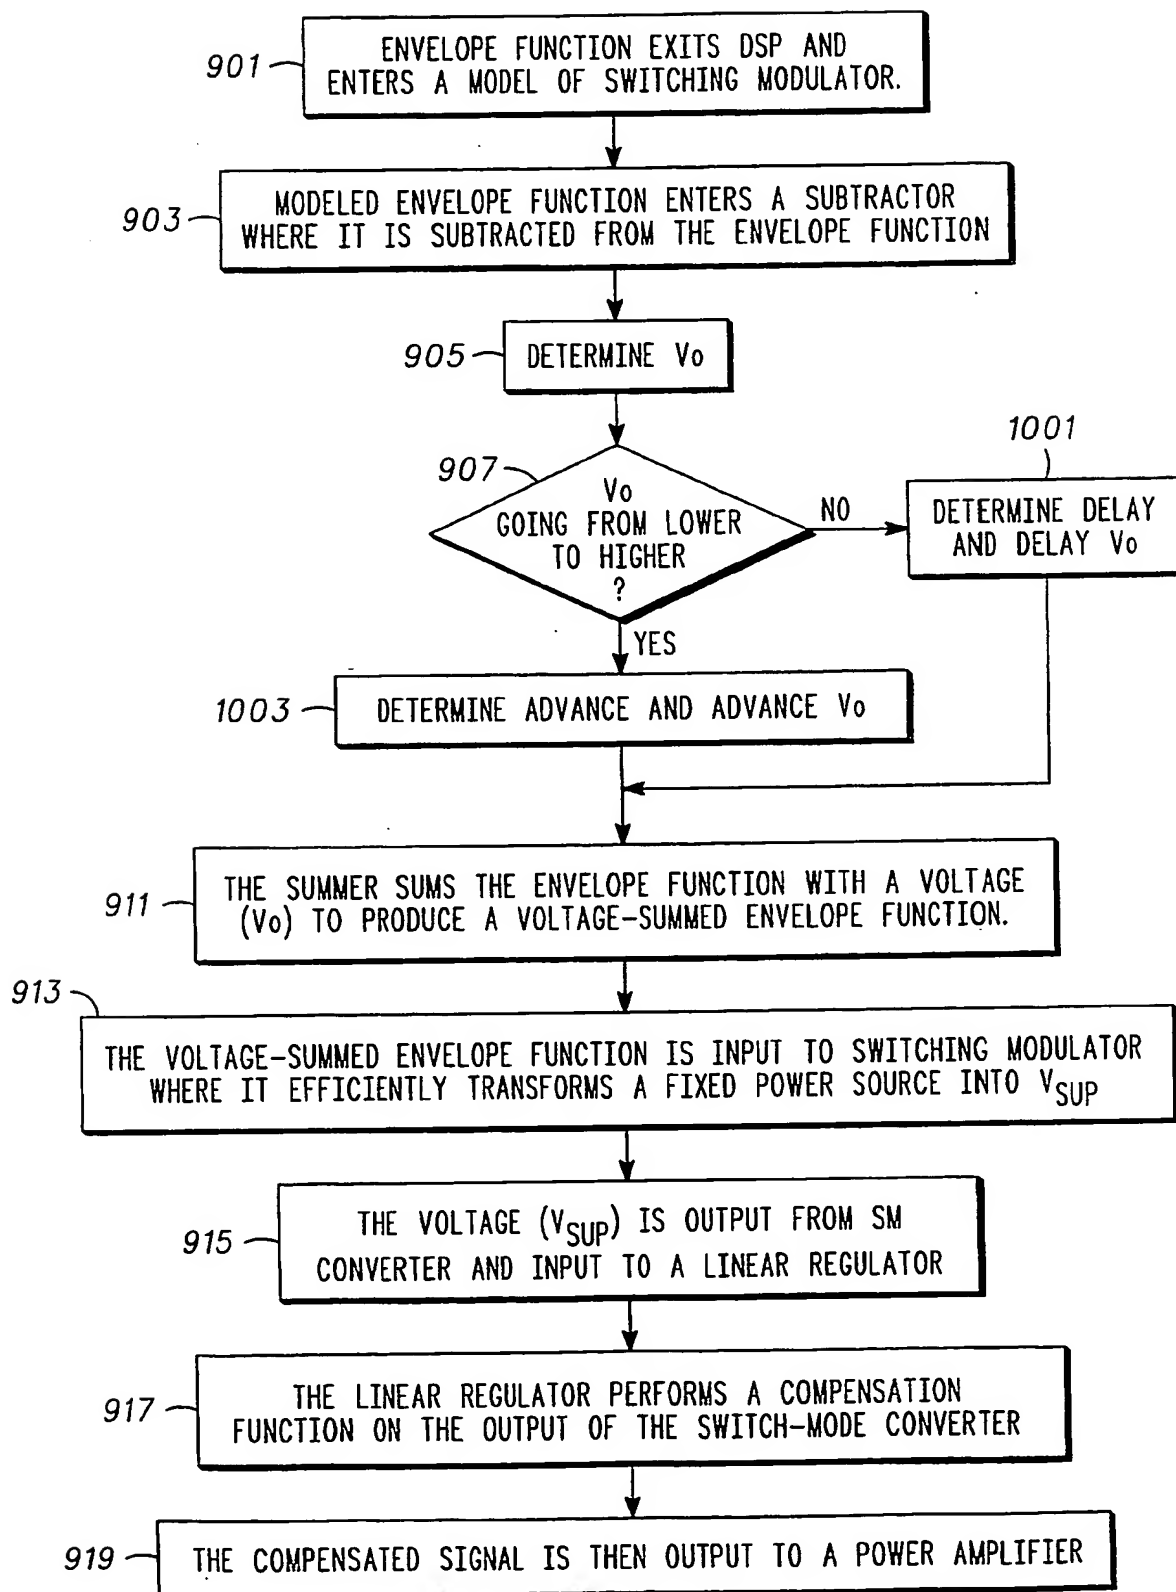 901
ENVELOPE FUNCTION EXITS DSP AND
ENTERS A MODEL OF SWITCHING MODULATOR.
903
MODELED ENVELOPE FUNCTION ENTERS A SUBTRACTOR
WHERE IT IS SUBTRACTED FROM THE ENVELOPE FUNCTION
905
DETERMINE Vo
907
Vo
GOING FROM LOWER
TO HIGHER
?
NO
1001
DETERMINE DELAY
AND DELAY Vo
YES
1003
DETERMINE ADVANCE AND ADVANCE Vo
911
THE SUMMER SUMS THE ENVELOPE FUNCTION WITH A VOLTAGE
(Vo) TO PRODUCE A VOLTAGE-SUMMED ENVELOPE FUNCTION.
913
THE VOLTAGE-SUMMED ENVELOPE FUNCTION IS INPUT TO SWITCHING MODULATOR
WHERE IT EFFICIENTLY TRANSFORMS A FIXED POWER SOURCE INTO VSUP
915
THE VOLTAGE (VSUP) IS OUTPUT FROM SM
CONVERTER AND INPUT TO A LINEAR REGULATOR
917
THE LINEAR REGULATOR PERFORMS A COMPENSATION
FUNCTION ON THE OUTPUT OF THE SWITCH-MODE CONVERTER
919
THE COMPENSATED SIGNAL IS THEN OUTPUT TO A POWER AMPLIFIER